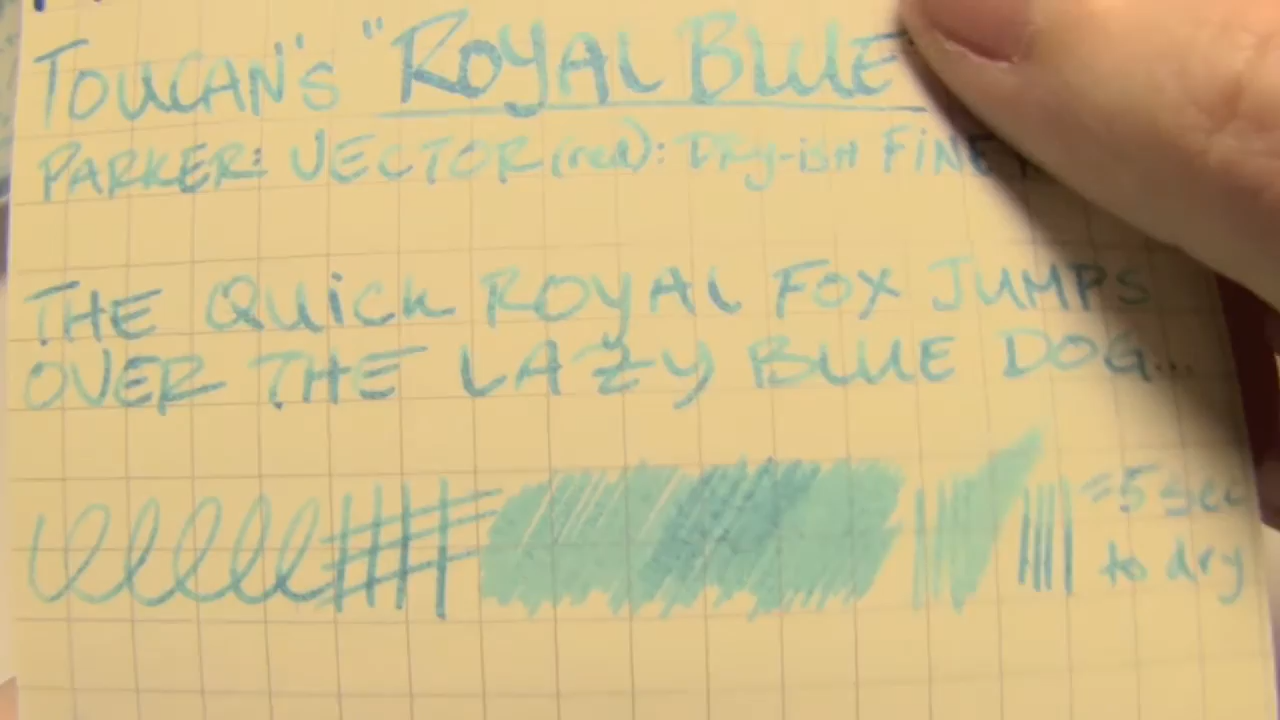 TOUCAN'S "ROYAL BLUE"
PARKER: VECTOR (red): DRY-ISH FINE
THE QUICK ROYAL FOX JUMPS
OVER THE LAZY BLUE DOG...
≈5 sec
to dry